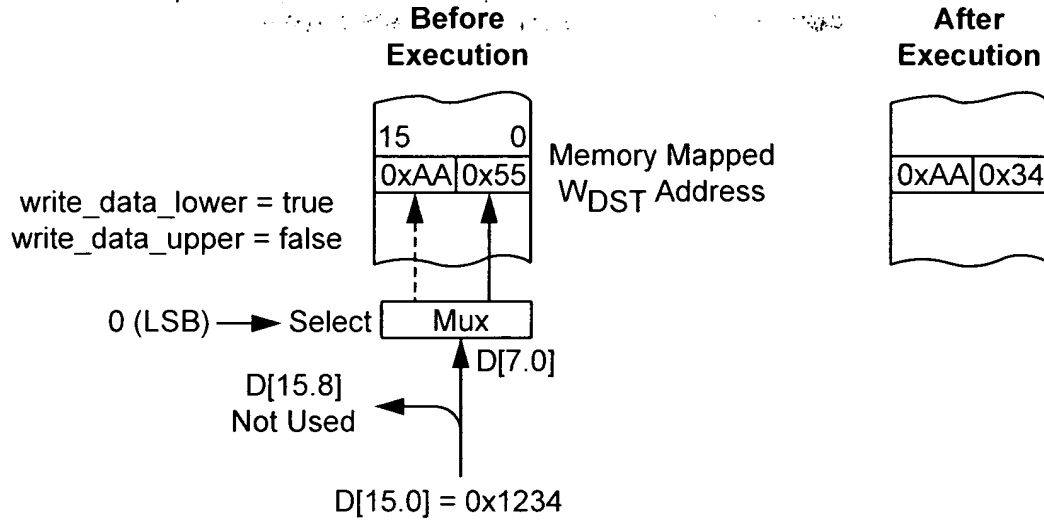 Before
Execution
After
Execution
15 0
0xAA 0x55
Memory Mapped
WDST Address
0xAA 0x34
write_data_lower = true
write_data_upper = false
0 (LSB) Select Mux
D[7.0]
D[15.8]
Not Used
D[15.0] = 0x1234